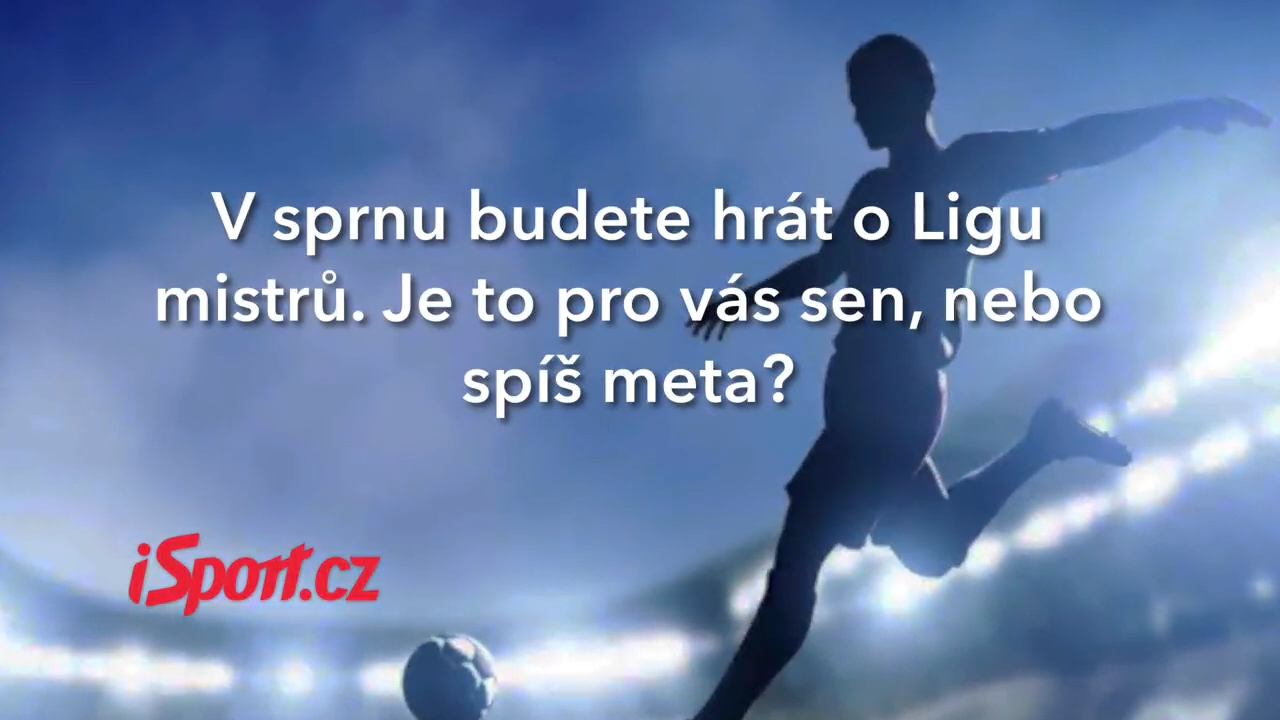 V sprnu budete hrát o Ligu
mistrů. Je to pro vás sen, nebo
spíš meta?
iSport.cz